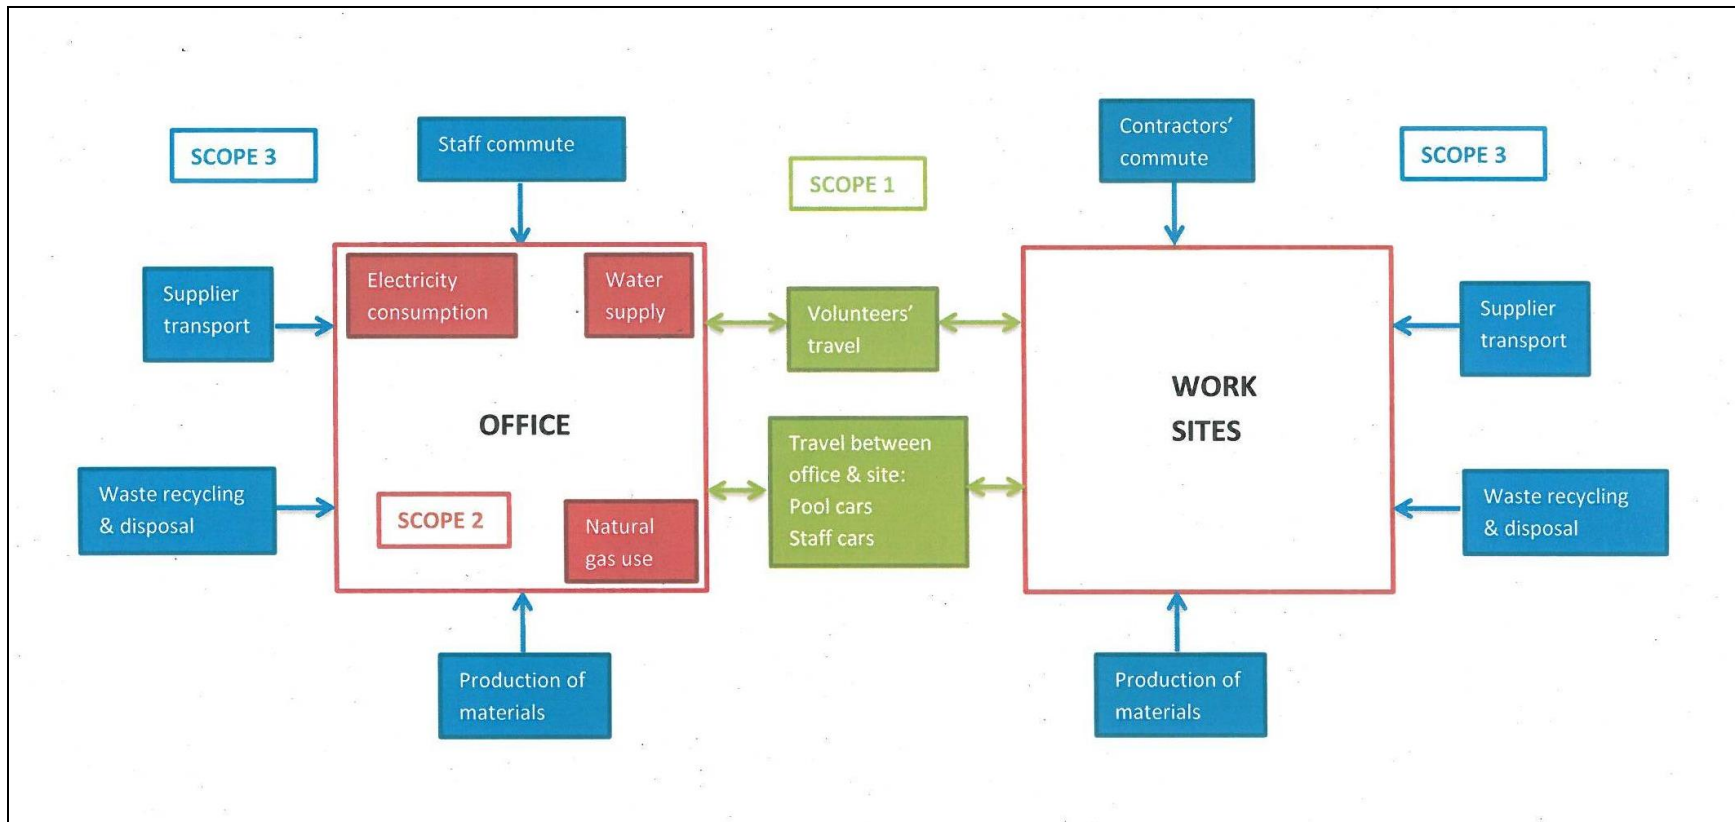 SCOPE 3
Staff commute
SCOPE 1
Contractors'
commute
SCOPE 3
Supplier
transport
Electricity
consumption
Water
supply
Volunteers'
travel
Supplier
transport
OFFICE
WORK
SITES
Travel between
office & site:
Pool cars
Staff cars
Waste recycling
& disposal
SCOPE 2
Natural
gas use
Waste recycling
& disposal
Production of
materials
Production of
materials